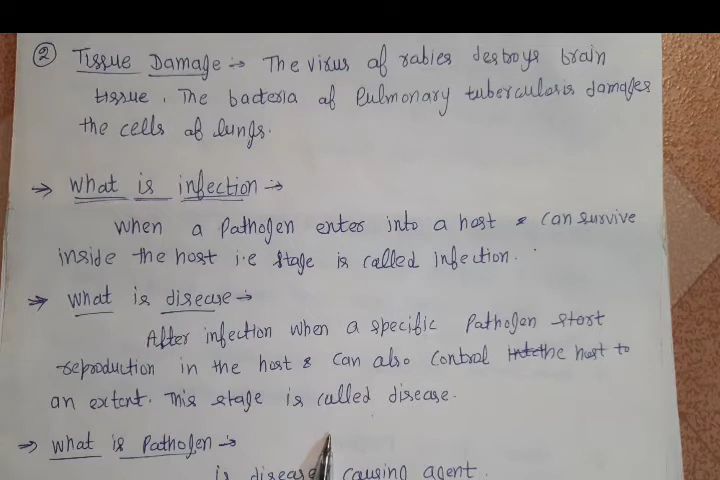 ② Tissue Damage :→ The virus of rabies destroys brain
tissue. The bacteria of Pulmonary tuberculosis damages
the cells of lungs.
→ What is infection :→
When a pathogen enter into a host & can survive
inside the host i.e stage is called infection.
→ What is disease :→
After infection when a specific pathogen start
reproduction in the host & can also control into the host to
an extent. This stage is called disease.
→ What is Pathogen :→
is disease causing agent.